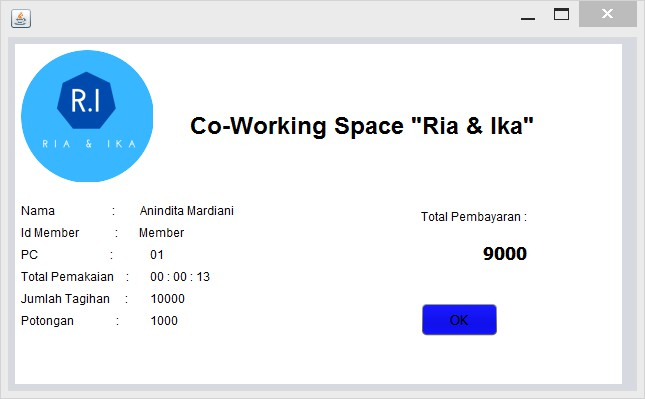 R.I
RIA & IKA
Co-Working Space "Ria & Ika"
Nama : Anindita Mardiani
Id Member : Member
PC : 01
Total Pemakaian : 00 : 00 : 13
Jumlah Tagihan : 10000
Potongan : 1000
Total Pembayaran :
9000
OK